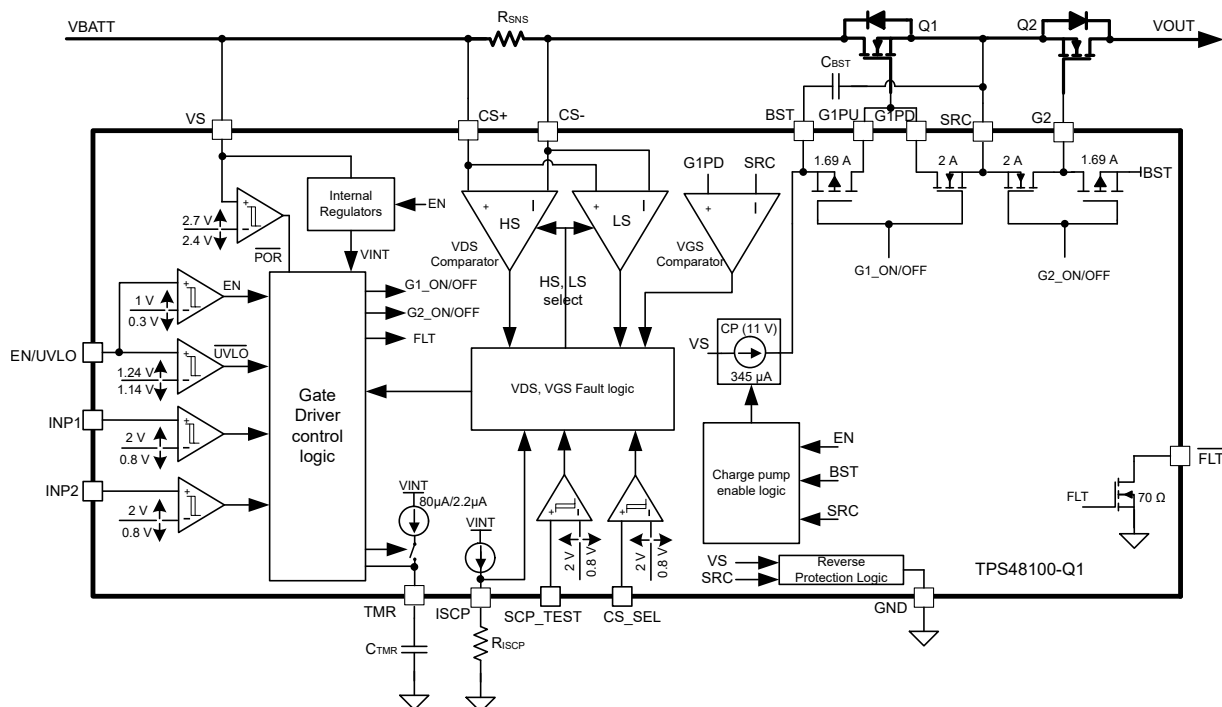 VBATT
RSNS
Q1
Q2
VOUT
CBST
VS
CS+
CS-
BST
G1PU
G1PD
SRC
G2
1.69 A
2 A
2 A
1.69 A
BST
G1_ON/OFF
G2_ON/OFF
Internal
Regulators
EN
2.7 V
2.4 V
POR
VINT
+
−
HS
+
−
LS
VDS
Comparator
HS, LS
select
G1PD
SRC
+
−
VGS
Comparator
EN
1 V
0.3 V
G1_ON/OFF
G2_ON/OFF
FLT
EN/UVLO
UVLO
1.24 V
1.14 V
INP1
2 V
0.8 V
INP2
2 V
0.8 V
Gate
Driver
control
logic
VDS, VGS Fault logic
CP (11 V)
VS
345 µA
Charge pump
enable logic
EN
BST
SRC
FLT
FLT
70 Ω
VINT
80µA/2.2µA
VINT
2 V
0.8 V
2 V
0.8 V
VS
SRC
Reverse
Protection Logic
TPS48100-Q1
TMR
ISCP
SCP_TEST
CS_SEL
GND
CTMR
RISCP